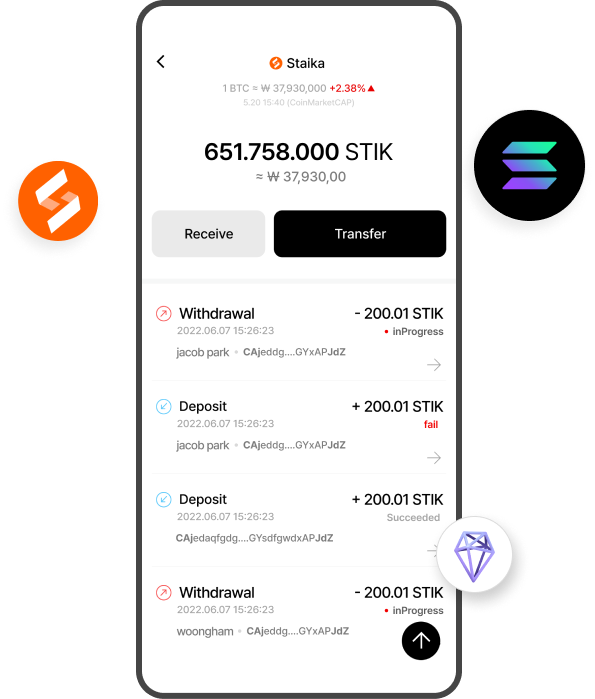 Staika
1 BTC ≈ ₩ 37,930,000 +2.38%▲
5.20 15:40 (CoinMarketCAP)
651.758.000 STIK
≈ ₩ 37,930,00
Receive
Transfer
Withdrawal - 200.01 STIK
2022.06.07 15:26:23 • inProgress
jacob park • CAjeddg....GYxAPJdZ
Deposit + 200.01 STIK
2022.06.07 15:26:23 fail
jacob park • CAjeddg....GYxAPJdZ
Deposit + 200.01 STIK
2022.06.07 15:26:23 Succeeded
CAjedaqfgdg....GYsdfgwdxAPJdZ
Withdrawal - 200.01 STIK
2022.06.07 15:26:23 • inProgress
woongham • CAjeddg....GYxAPJdZ